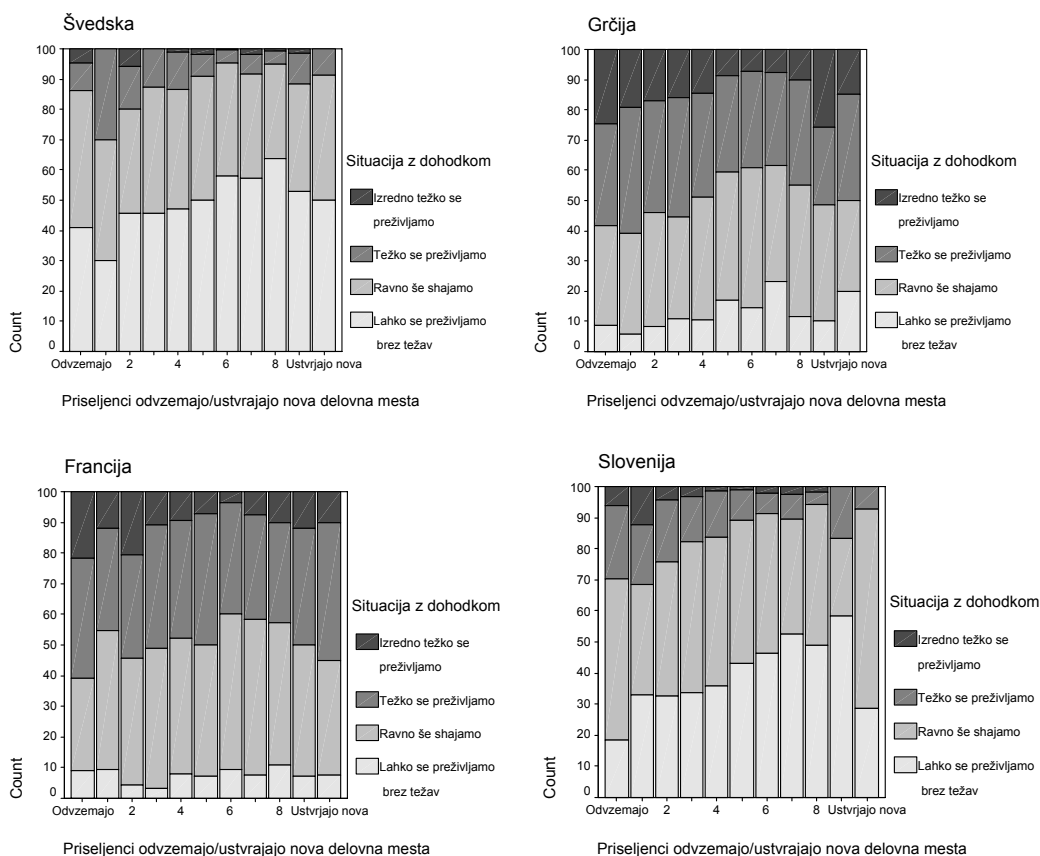 Švedska
100
90
80
70
60
50
40
30
20
10
0
Count
Odvzemajo 2 4 6 8 Ustvrjajo nova
Priseljenci odvzemajo/ustvrajajo nova delovna mesta
Situacija z dohodkom
Izredno težko se
preživljamo
Težko se preživljamo
Ravno še shajamo
Lahko se preživljamo
brez težav
Grčija
100
90
80
70
60
50
40
30
20
10
0
Count
Odvzemajo 2 4 6 8 Ustvrjajo nova
Priseljenci odvzemajo/ustvrajajo nova delovna mesta
Situacija z dohodkom
Izredno težko se
preživljamo
Težko se preživljamo
Ravno še shajamo
Lahko se preživljamo
brez težav
Francija
100
90
80
70
60
50
40
30
20
10
0
Count
Odvzemajo 2 4 6 8 Ustvrjajo nova
Priseljenci odvzemajo/ustvrajajo nova delovna mesta
Situacija z dohodkom
Izredno težko se
preživljamo
Težko se preživljamo
Ravno še shajamo
Lahko se preživljamo
brez težav
Slovenija
100
90
80
70
60
50
40
30
20
10
0
Count
Odvzemajo 2 4 6 8 Ustvrjajo nova
Priseljenci odvzemajo/ustvrajajo nova delovna mesta
Situacija z dohodkom
Izredno težko se
preživljamo
Težko se preživljamo
Ravno še shajamo
Lahko se preživljamo
brez težav